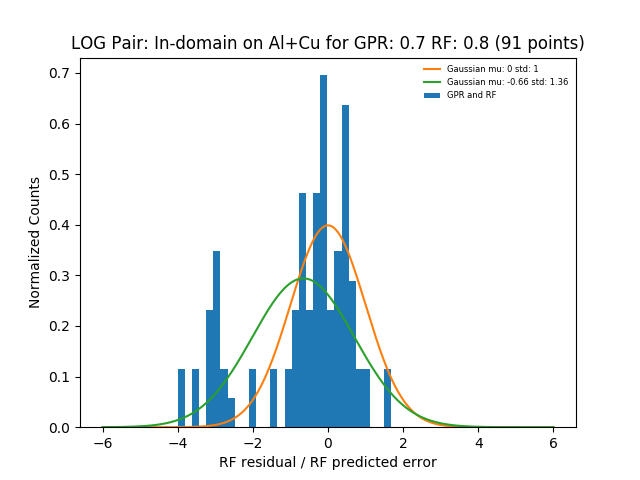 LOG Pair: In-domain on Al+Cu for GPR: 0.7 RF: 0.8 (91 points)
Gaussian mu: 0 std: 1
Gaussian mu: -0.66 std: 1.36
GPR and RF
Normalized Counts
0.7
0.6
0.5
0.4
0.3
0.2
0.1
0.0
−6 −4 −2 0 2 4 6
RF residual / RF predicted error